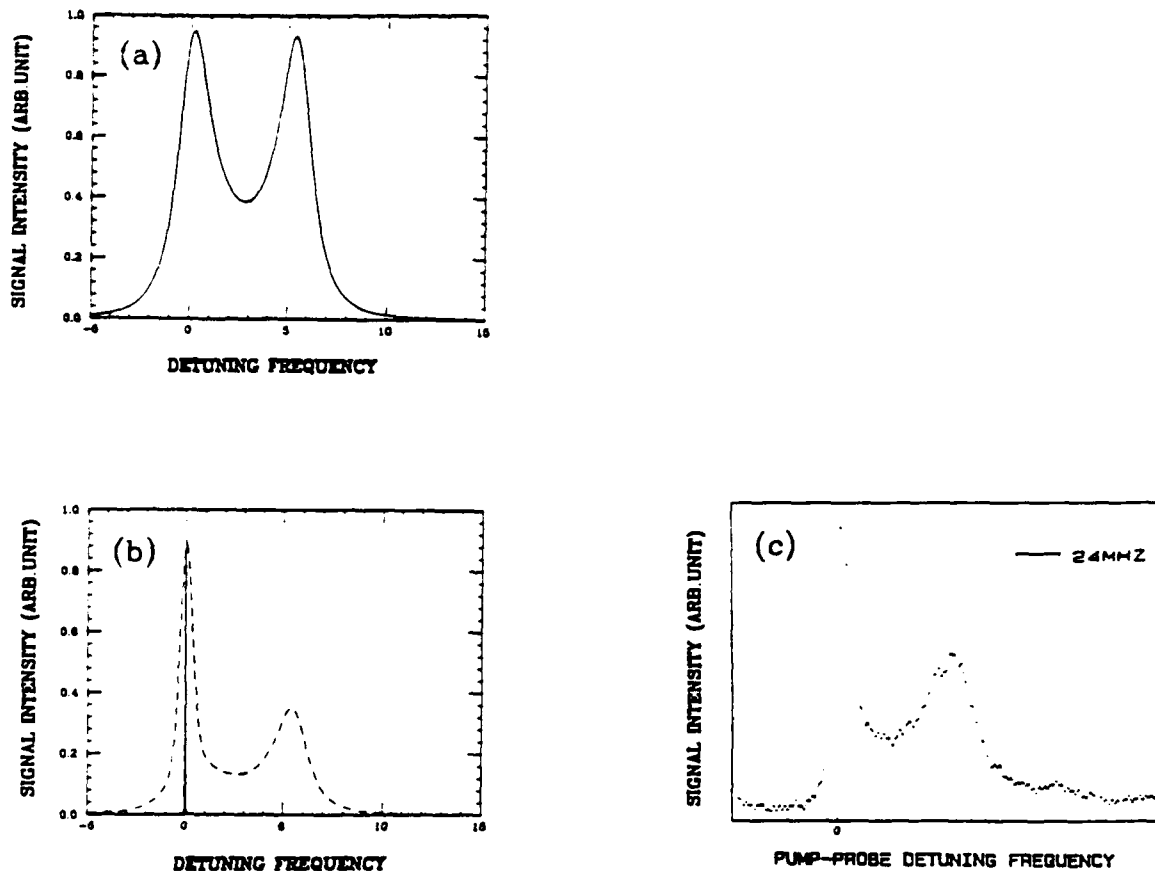 (a)
SIGNAL INTENSITY (ARB.UNIT)
1.0
0.8
0.6
0.4
0.2
0.0
-5 0 5 10 15
DETUNING FREQUENCY
(b)
SIGNAL INTENSITY (ARB.UNIT)
1.0
0.8
0.6
0.4
0.2
0.0
-5 0 5 10 15
DETUNING FREQUENCY
(c)
24MHZ
SIGNAL INTENSITY (ARB.UNIT)
0
PUMP-PROBE DETUNING FREQUENCY